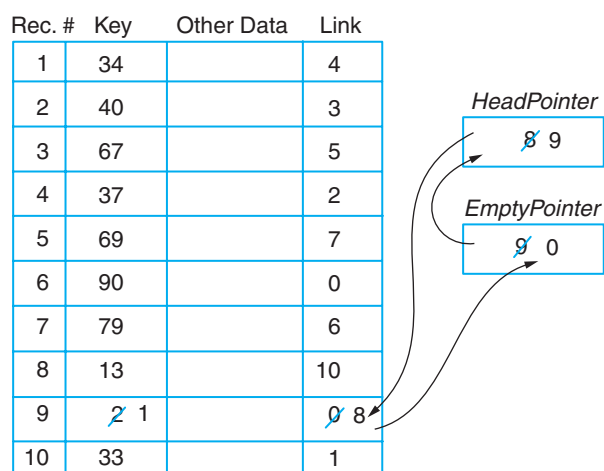 Rec. # Key Other Data Link
1 34 4
2 40 3
3 67 5
4 37 2
5 69 7
6 90 0
7 79 6
8 13 10
9 2 1 0 8
10 33 1
HeadPointer
8 9
EmptyPointer
9 0